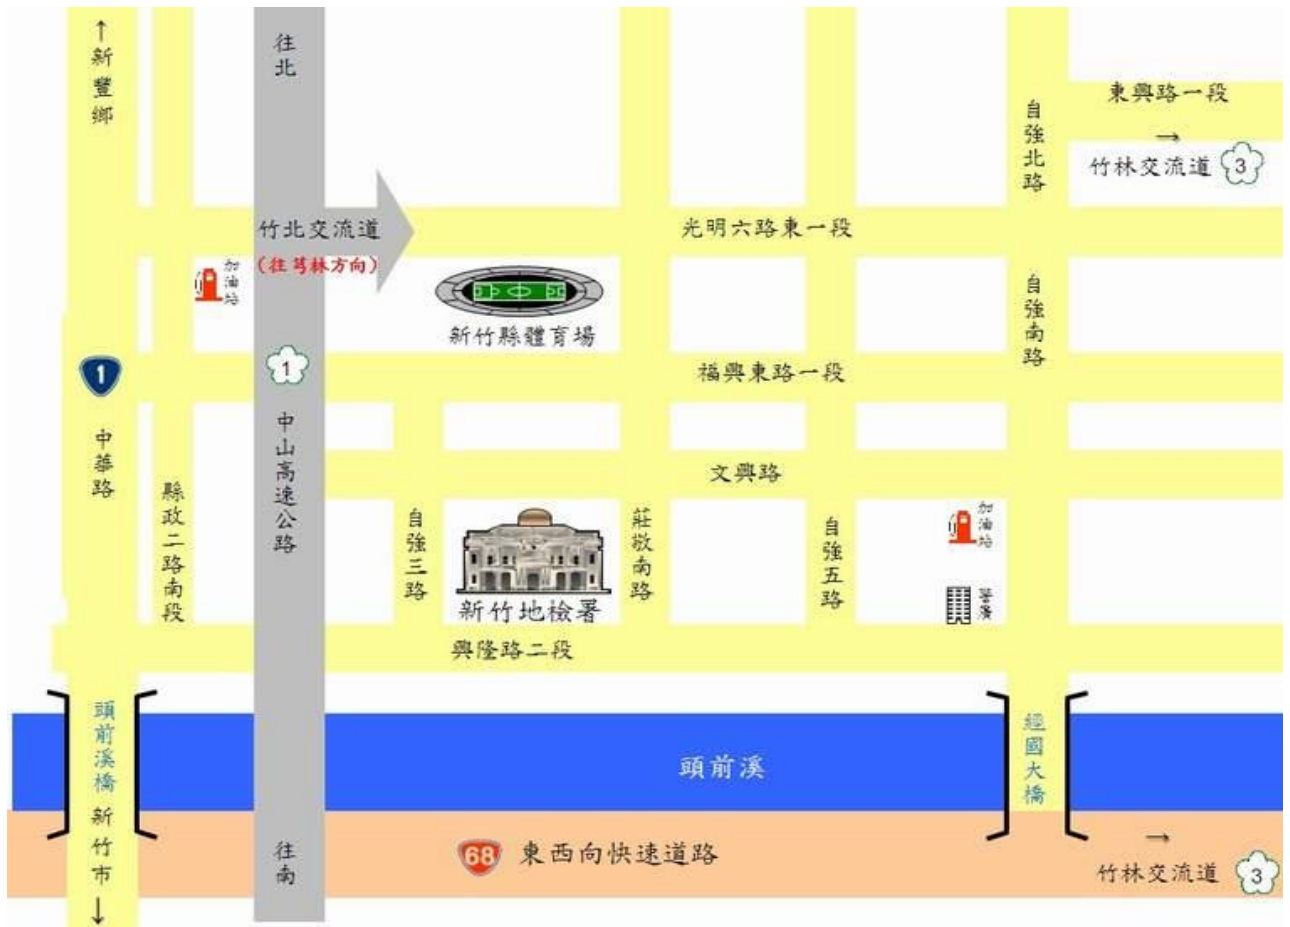 ↑新豐鄉
往北
東興路一段
→
竹林交流道 3
自強北路
竹北交流道
(往芎林方向)
光明六路東一段
加油站
自強南路
新竹縣體育場
1
1
福興東路一段
中華路
中山高速公路
文興路
縣政二路南段
自強三路
莊敬南路
自強五路
加油站
警廣
新竹地檢署
興隆路二段
頭前溪橋
經國大橋
頭前溪
新竹市↓
往南
68 東西向快速道路
→
竹林交流道 3